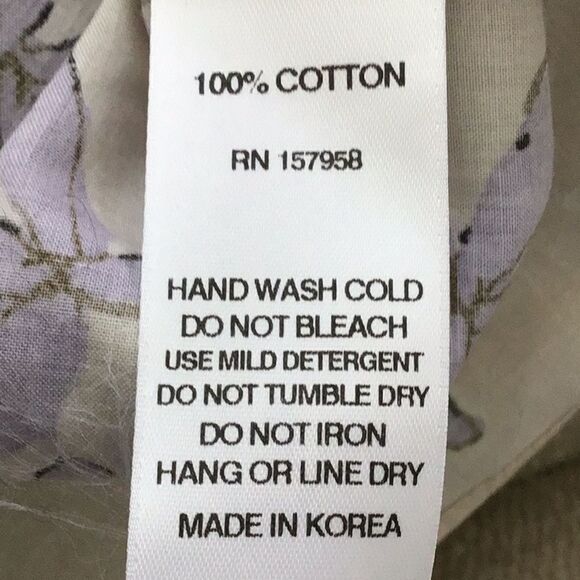 100% COTTON
RN 157958
HAND WASH COLD
DO NOT BLEACH
USE MILD DETERGENT
DO NOT TUMBLE DRY
DO NOT IRON
HANG OR LINE DRY
MADE IN KOREA